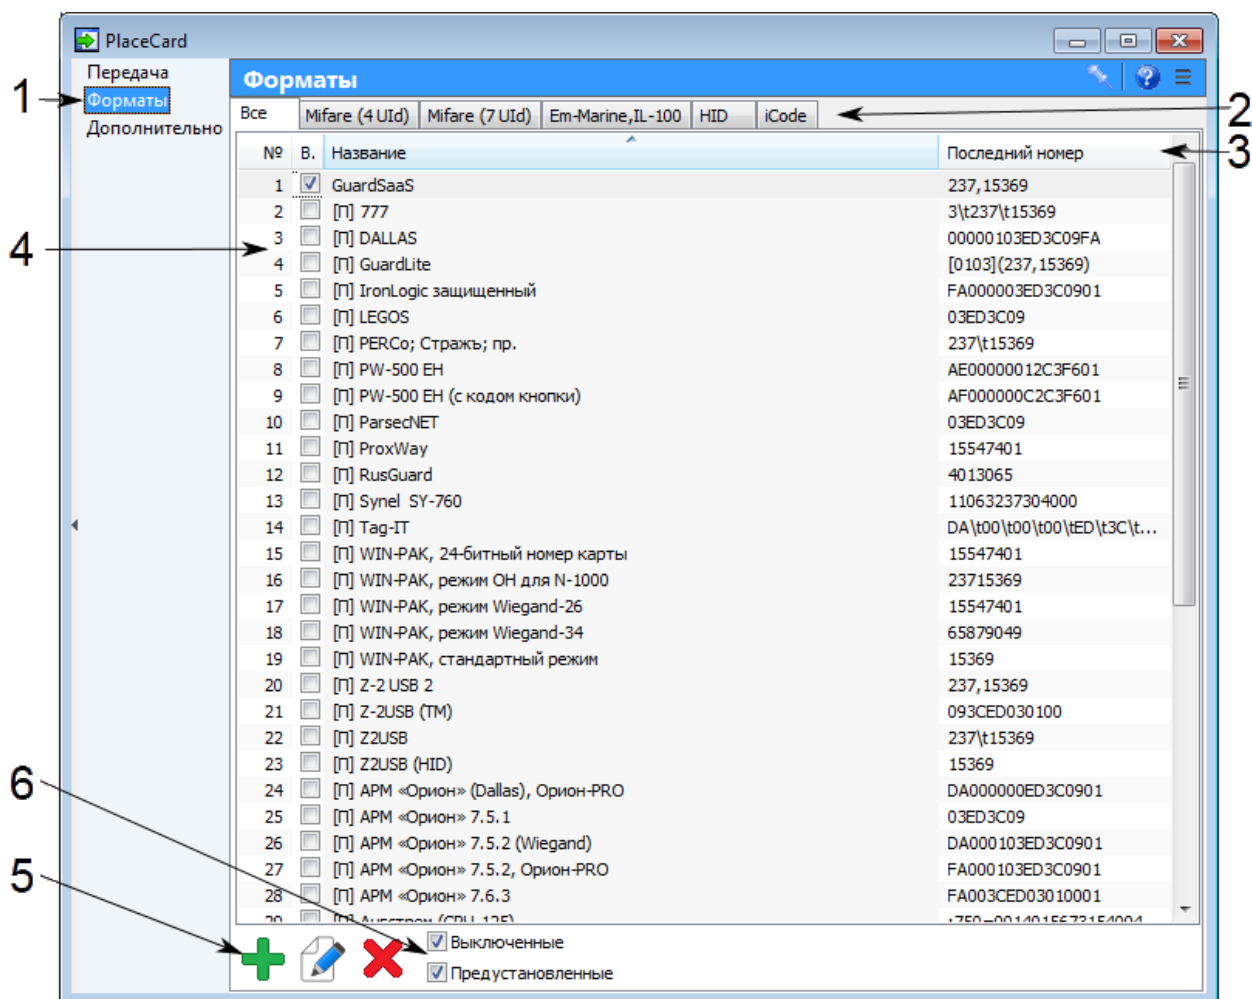 PlaceCard
Передача
Форматы
Дополнительно
Форматы
Все Mifare (4 UId) Mifare (7 UId) Em-Marine,IL-100 HID iCode
№ В. Название Последний номер
1 GuardSaaS 237,15369
2 [П] 777 3\t237\t15369
3 [П] DALLAS 00000103ED3C09FA
4 [П] GuardLite [0103](237,15369)
5 [П] IronLogic защищенный FA000003ED3C0901
6 [П] LEGOS 03ED3C09
7 [П] PERCo; Стражъ; пр. 237\t15369
8 [П] PW-500 EH AE00000012C3F601
9 [П] PW-500 EH (с кодом кнопки) AF000000C2C3F601
10 [П] ParsecNET 03ED3C09
11 [П] ProxWay 15547401
12 [П] RusGuard 4013065
13 [П] Synel SY-760 11063237304000
14 [П] Tag-IT DA\t00\t00\t00\tED\t3C\t...
15 [П] WIN-PAK, 24-битный номер карты 15547401
16 [П] WIN-PAK, режим ОН для N-1000 23715369
17 [П] WIN-PAK, режим Wiegand-26 15547401
18 [П] WIN-PAK, режим Wiegand-34 65879049
19 [П] WIN-PAK, стандартный режим 15369
20 [П] Z-2 USB 2 237,15369
21 [П] Z-2USB (TM) 093CED030100
22 [П] Z2USB 237\t15369
23 [П] Z2USB (HID) 15369
24 [П] АРМ «Орион» (Dallas), Орион-PRO DA000000ED3C0901
25 [П] АРМ «Орион» 7.5.1 03ED3C09
26 [П] АРМ «Орион» 7.5.2 (Wiegand) DA000103ED3C0901
27 [П] АРМ «Орион» 7.5.2, Орион-PRO FA000103ED3C0901
28 [П] АРМ «Орион» 7.6.3 FA003CED03010001
Выключенные
Предустановленные
1
2
3
4
6
5